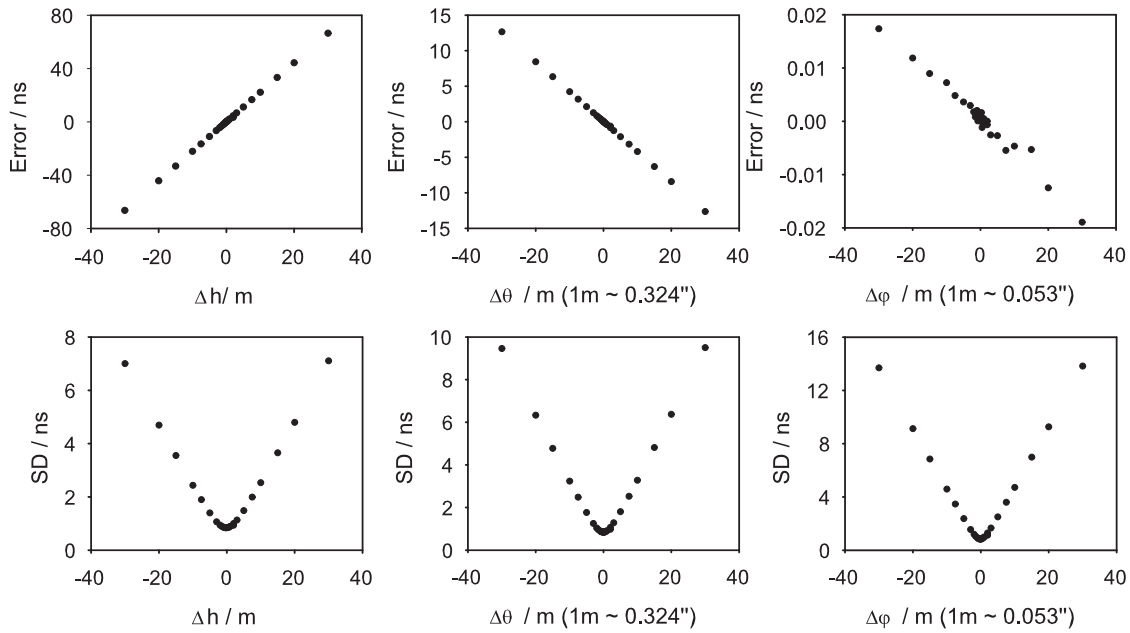 80
40
0
-40
-80
Error / ns
-40 -20 0 20 40
Δh/ m
15
10
5
0
-5
-10
-15
Error / ns
-40 -20 0 20 40
Δθ / m (1m ~ 0.324")
0.02
0.01
0.00
-0.01
-0.02
Error / ns
-40 -20 0 20 40
Δφ / m (1m ~ 0.053")
8
6
4
2
0
SD / ns
-40 -20 0 20 40
Δh / m
10
8
6
4
2
0
SD / ns
-40 -20 0 20 40
Δθ / m (1m ~ 0.324")
16
12
8
4
0
SD / ns
-40 -20 0 20 40
Δφ / m (1m ~ 0.053")